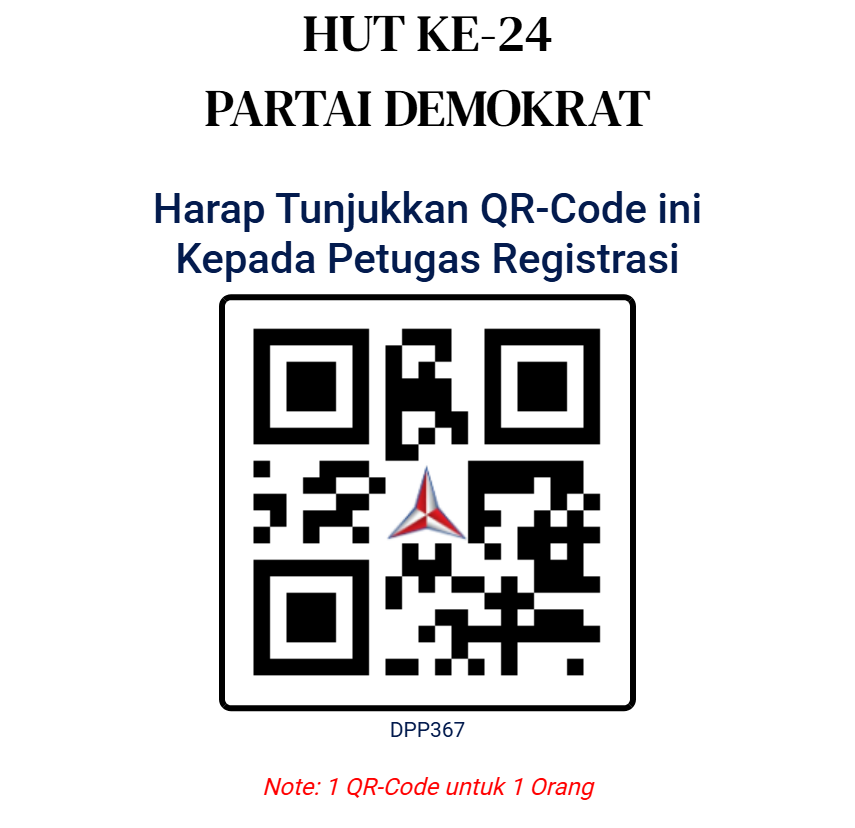 HUT KE-24
PARTAI DEMOKRAT
Harap Tunjukkan QR-Code ini
Kepada Petugas Registrasi
DPP367
Note: 1 QR-Code untuk 1 Orang